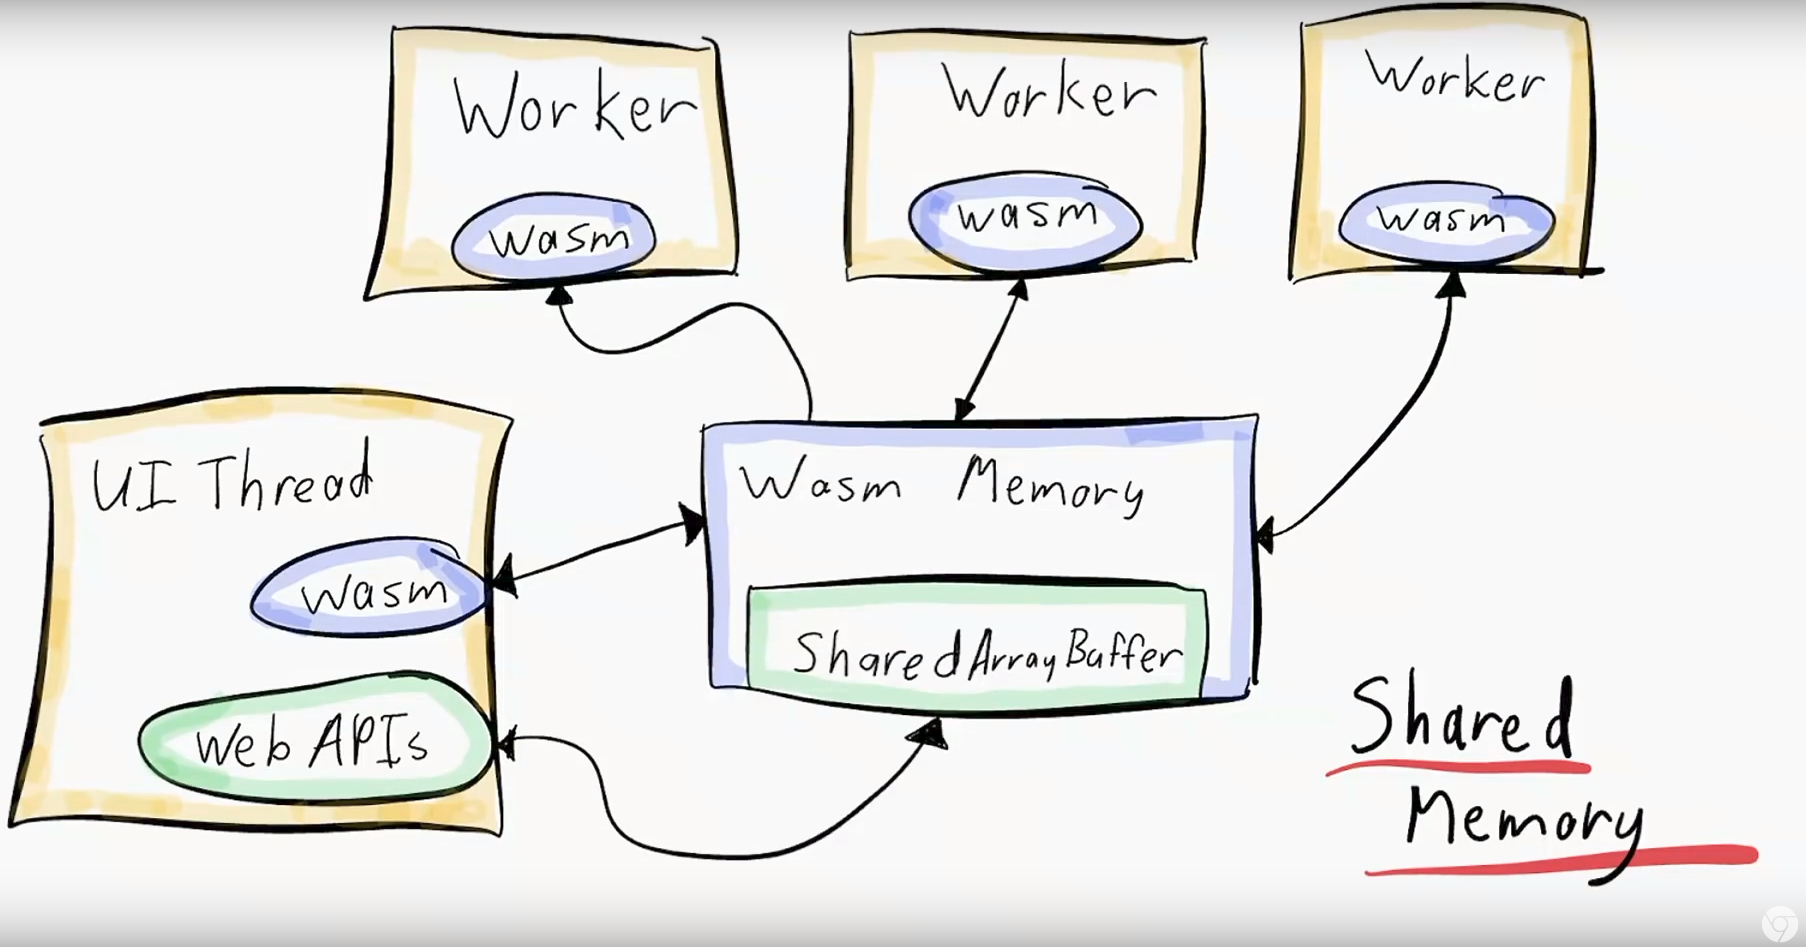 Worker
wasm
Worker
wasm
Worker
wasm
UI Thread
wasm
Web APIs
Wasm Memory
SharedArrayBuffer
Shared
Memory